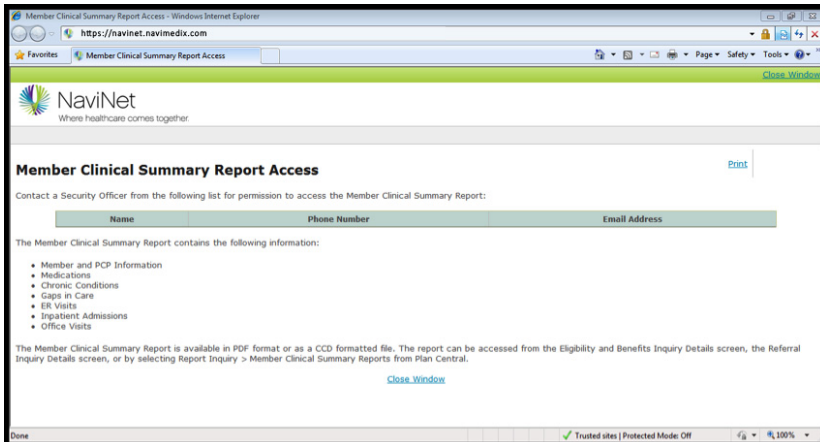 Member Clinical Summary Report Access - Windows Internet Explorer
https://navinet.navimedix.com
Favorites Member Clinical Summary Report Access Page Safety Tools
Close Window
NaviNet
Where healthcare comes together.
Print
Member Clinical Summary Report Access
Contact a Security Officer from the following list for permission to access the Member Clinical Summary Report:
Name Phone Number Email Address
The Member Clinical Summary Report contains the following information:
• Member and PCP Information
• Medications
• Chronic Conditions
• Gaps in Care
• ER Visits
• Inpatient Admissions
• Office Visits
The Member Clinical Summary Report is available in PDF format or as a CCD formatted file. The report can be accessed from the Eligibility and Benefits Inquiry Details screen, the Referral
Inquiry Details screen, or by selecting Report Inquiry > Member Clinical Summary Reports from Plan Central.
Close Window
Done Trusted sites | Protected Mode: Off 100%